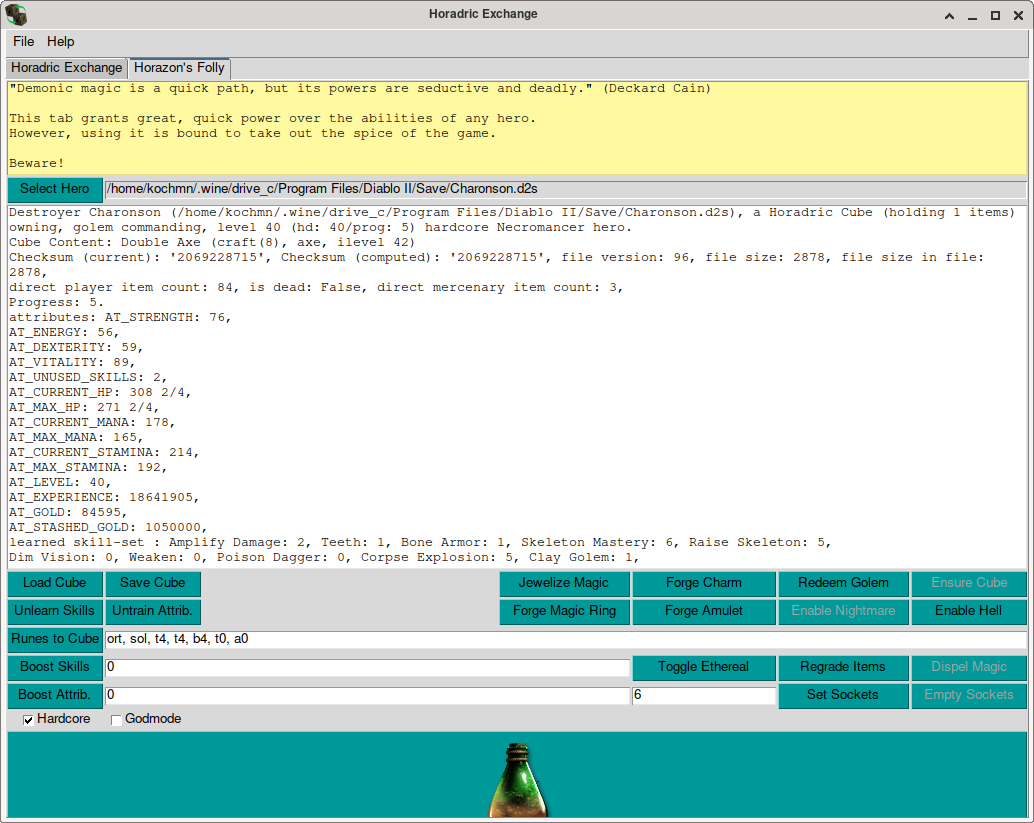 Horadric Exchange
File Help
Horadric Exchange Horazon's Folly
"Demonic magic is a quick path, but its powers are seductive and deadly." (Deckard Cain)
This tab grants great, quick power over the abilities of any hero.
However, using it is bound to take out the spice of the game.
Beware!
Select Hero /home/kochmn/.wine/drive_c/Program Files/Diablo II/Save/Charonson.d2s
Destroyer Charonson (/home/kochmn/.wine/drive_c/Program Files/Diablo II/Save/Charonson.d2s), a Horadric Cube (holding 1 items)
owning, golem commanding, level 40 (hd: 40/prog: 5) hardcore Necromancer hero.
Cube Content: Double Axe (craft(8), axe, ilevel 42)
Checksum (current): '2069228715', Checksum (computed): '2069228715', file version: 96, file size: 2878, file size in file:
2878,
direct player item count: 84, is dead: False, direct mercenary item count: 3,
Progress: 5.
attributes: AT_STRENGTH: 76,
AT_ENERGY: 56,
AT_DEXTERITY: 59,
AT_VITALITY: 89,
AT_UNUSED_SKILLS: 2,
AT_CURRENT_HP: 308 2/4,
AT_MAX_HP: 271 2/4,
AT_CURRENT_MANA: 178,
AT_MAX_MANA: 165,
AT_CURRENT_STAMINA: 214,
AT_MAX_STAMINA: 192,
AT_LEVEL: 40,
AT_EXPERIENCE: 18641905,
AT_GOLD: 84595,
AT_STASHED_GOLD: 1050000,
learned skill-set : Amplify Damage: 2, Teeth: 1, Bone Armor: 1, Skeleton Mastery: 6, Raise Skeleton: 5,
Dim Vision: 0, Weaken: 0, Poison Dagger: 0, Corpse Explosion: 5, Clay Golem: 1,
Load Cube Save Cube Jewelize Magic Forge Charm Redeem Golem Ensure Cube
Unlearn Skills Untrain Attrib. Forge Magic Ring Forge Amulet Enable Nightmare Enable Hell
Runes to Cube ort, sol, t4, t4, b4, t0, a0
Boost Skills 0 Toggle Ethereal Regrade Items Dispel Magic
Boost Attrib. 0 6 Set Sockets Empty Sockets
Hardcore Godmode